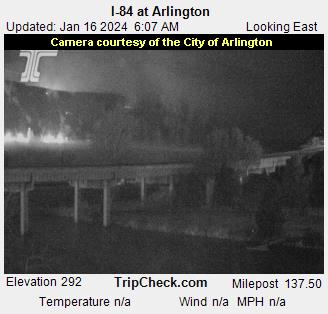 I-84 at Arlington
Updated: Jan 16 2024 6:07 AM Looking East
Camera courtesy of the City of Arlington
Elevation 292 TripCheck.com Milepost 137.50
Temperature n/a Wind n/a MPH n/a